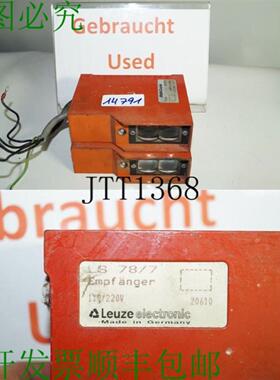 图必究
Gebraucht
Used
14791
JTT1368
braucht
LS 78/7
Empfänger
110/220V
20610
Leuze electronic
Made in Germany
开发票顺丰包邮